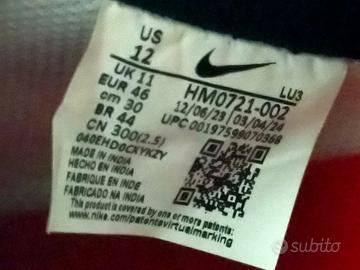 US
12
UK 11
EUR 46
cm 30
BR 44
CN 300(2.5)
LU3
HM0721-002
12/06/23 03/04/24
UPC 00197599070368
040EHD0CXYKZY
MADE IN INDIA
HECHO EN INDIA
FABRIQUE EN INDE
FABRICADO NA INDIA
This product is covered by one or more patents:
www.nike.com/patentsvirtualmarking
subito